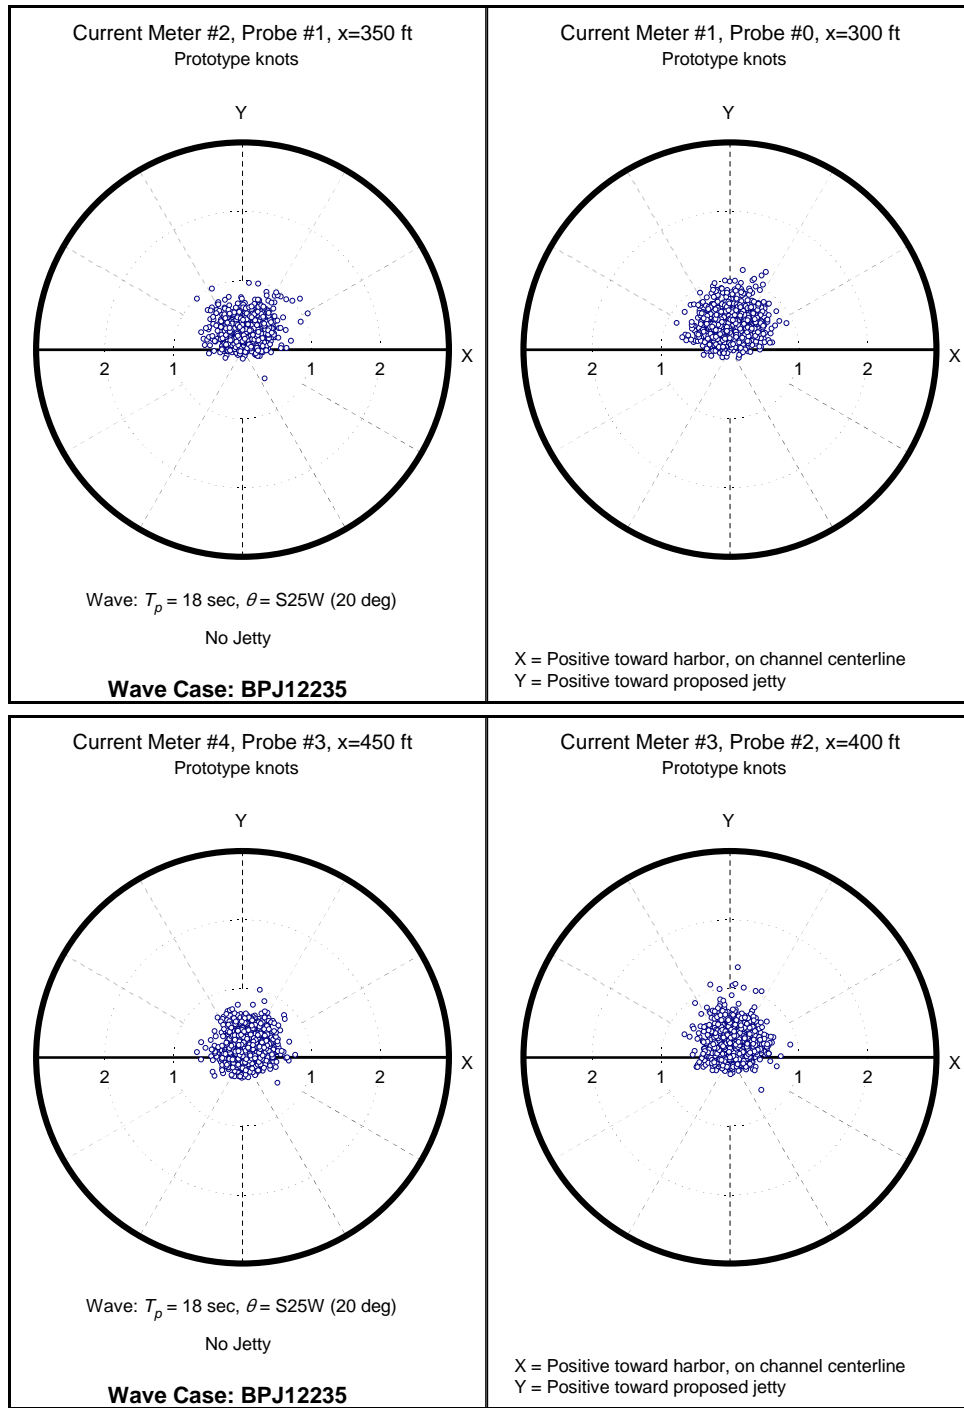 Current Meter #2, Probe #1, x=350 ft
Prototype knots
Y
X
2 1 1 2
Wave: Tp = 18 sec, θ = S25W (20 deg)
No Jetty
Wave Case: BPJ12235
Current Meter #1, Probe #0, x=300 ft
Prototype knots
Y
X
2 1 1 2
X = Positive toward harbor, on channel centerline
Y = Positive toward proposed jetty
Current Meter #4, Probe #3, x=450 ft
Prototype knots
Y
X
2 1 1 2
Wave: Tp = 18 sec, θ = S25W (20 deg)
No Jetty
Wave Case: BPJ12235
Current Meter #3, Probe #2, x=400 ft
Prototype knots
Y
X
2 1 1 2
X = Positive toward harbor, on channel centerline
Y = Positive toward proposed jetty